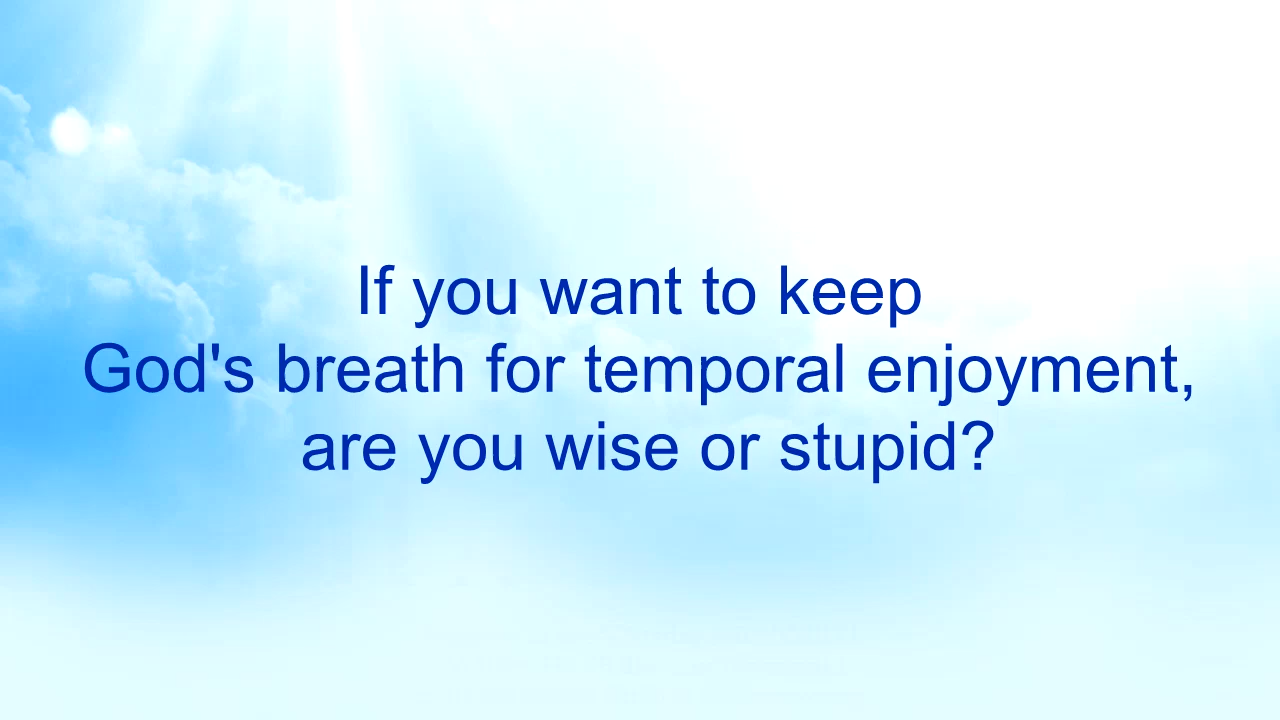 If you want to keep
God's breath for temporal enjoyment,
are you wise or stupid?